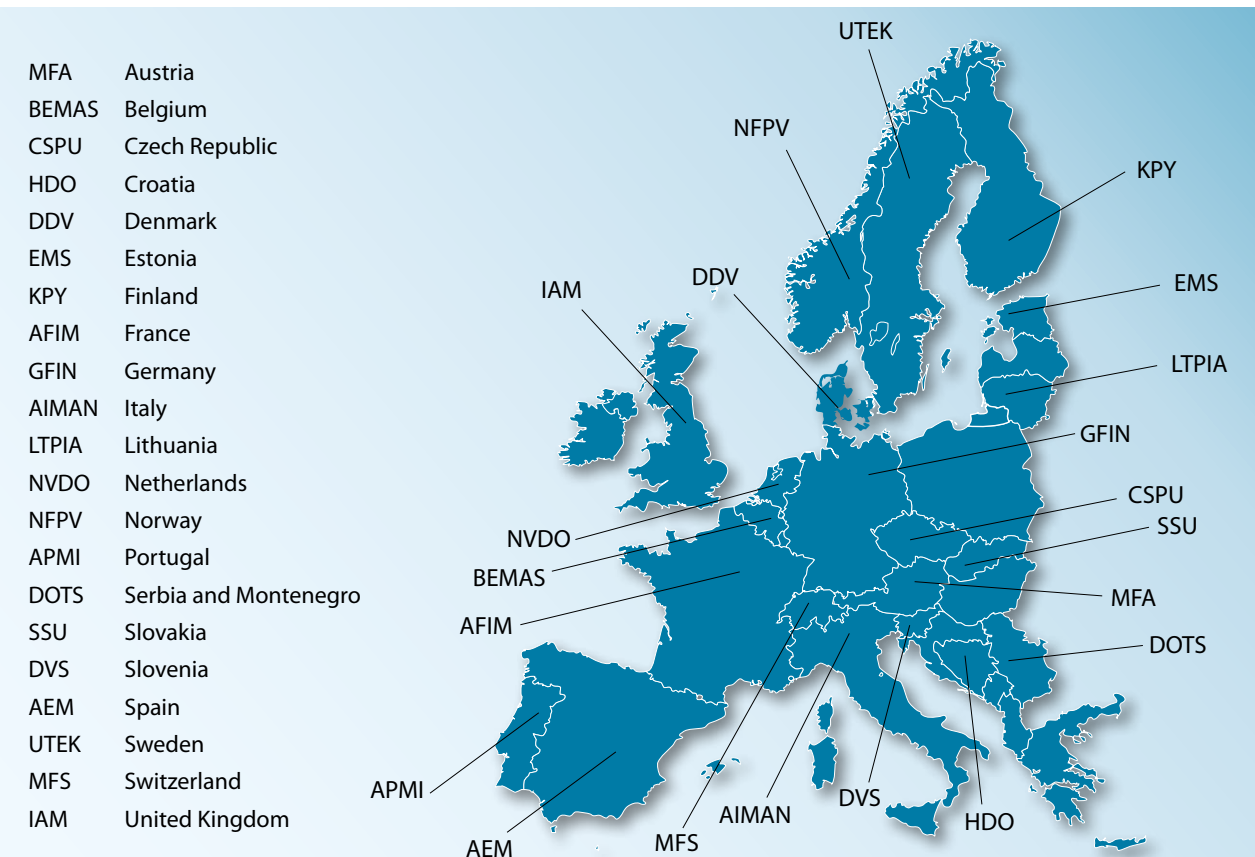 MFA Austria
BEMAS Belgium
CSPU Czech Republic
HDO Croatia
DDV Denmark
EMS Estonia
KPY Finland
AFIM France
GFIN Germany
AIMAN Italy
LTPIA Lithuania
NVDO Netherlands
NFPV Norway
APMI Portugal
DOTS Serbia and Montenegro
SSU Slovakia
DVS Slovenia
AEM Spain
UTEK Sweden
MFS Switzerland
IAM United Kingdom
UTEK
NFPV
KPY
DDV
IAM
EMS
LTPIA
GFIN
CSPU
SSU
NVDO
BEMAS
MFA
AFIM
DOTS
APMI
DVS
AIMAN
HDO
MFS
AEM